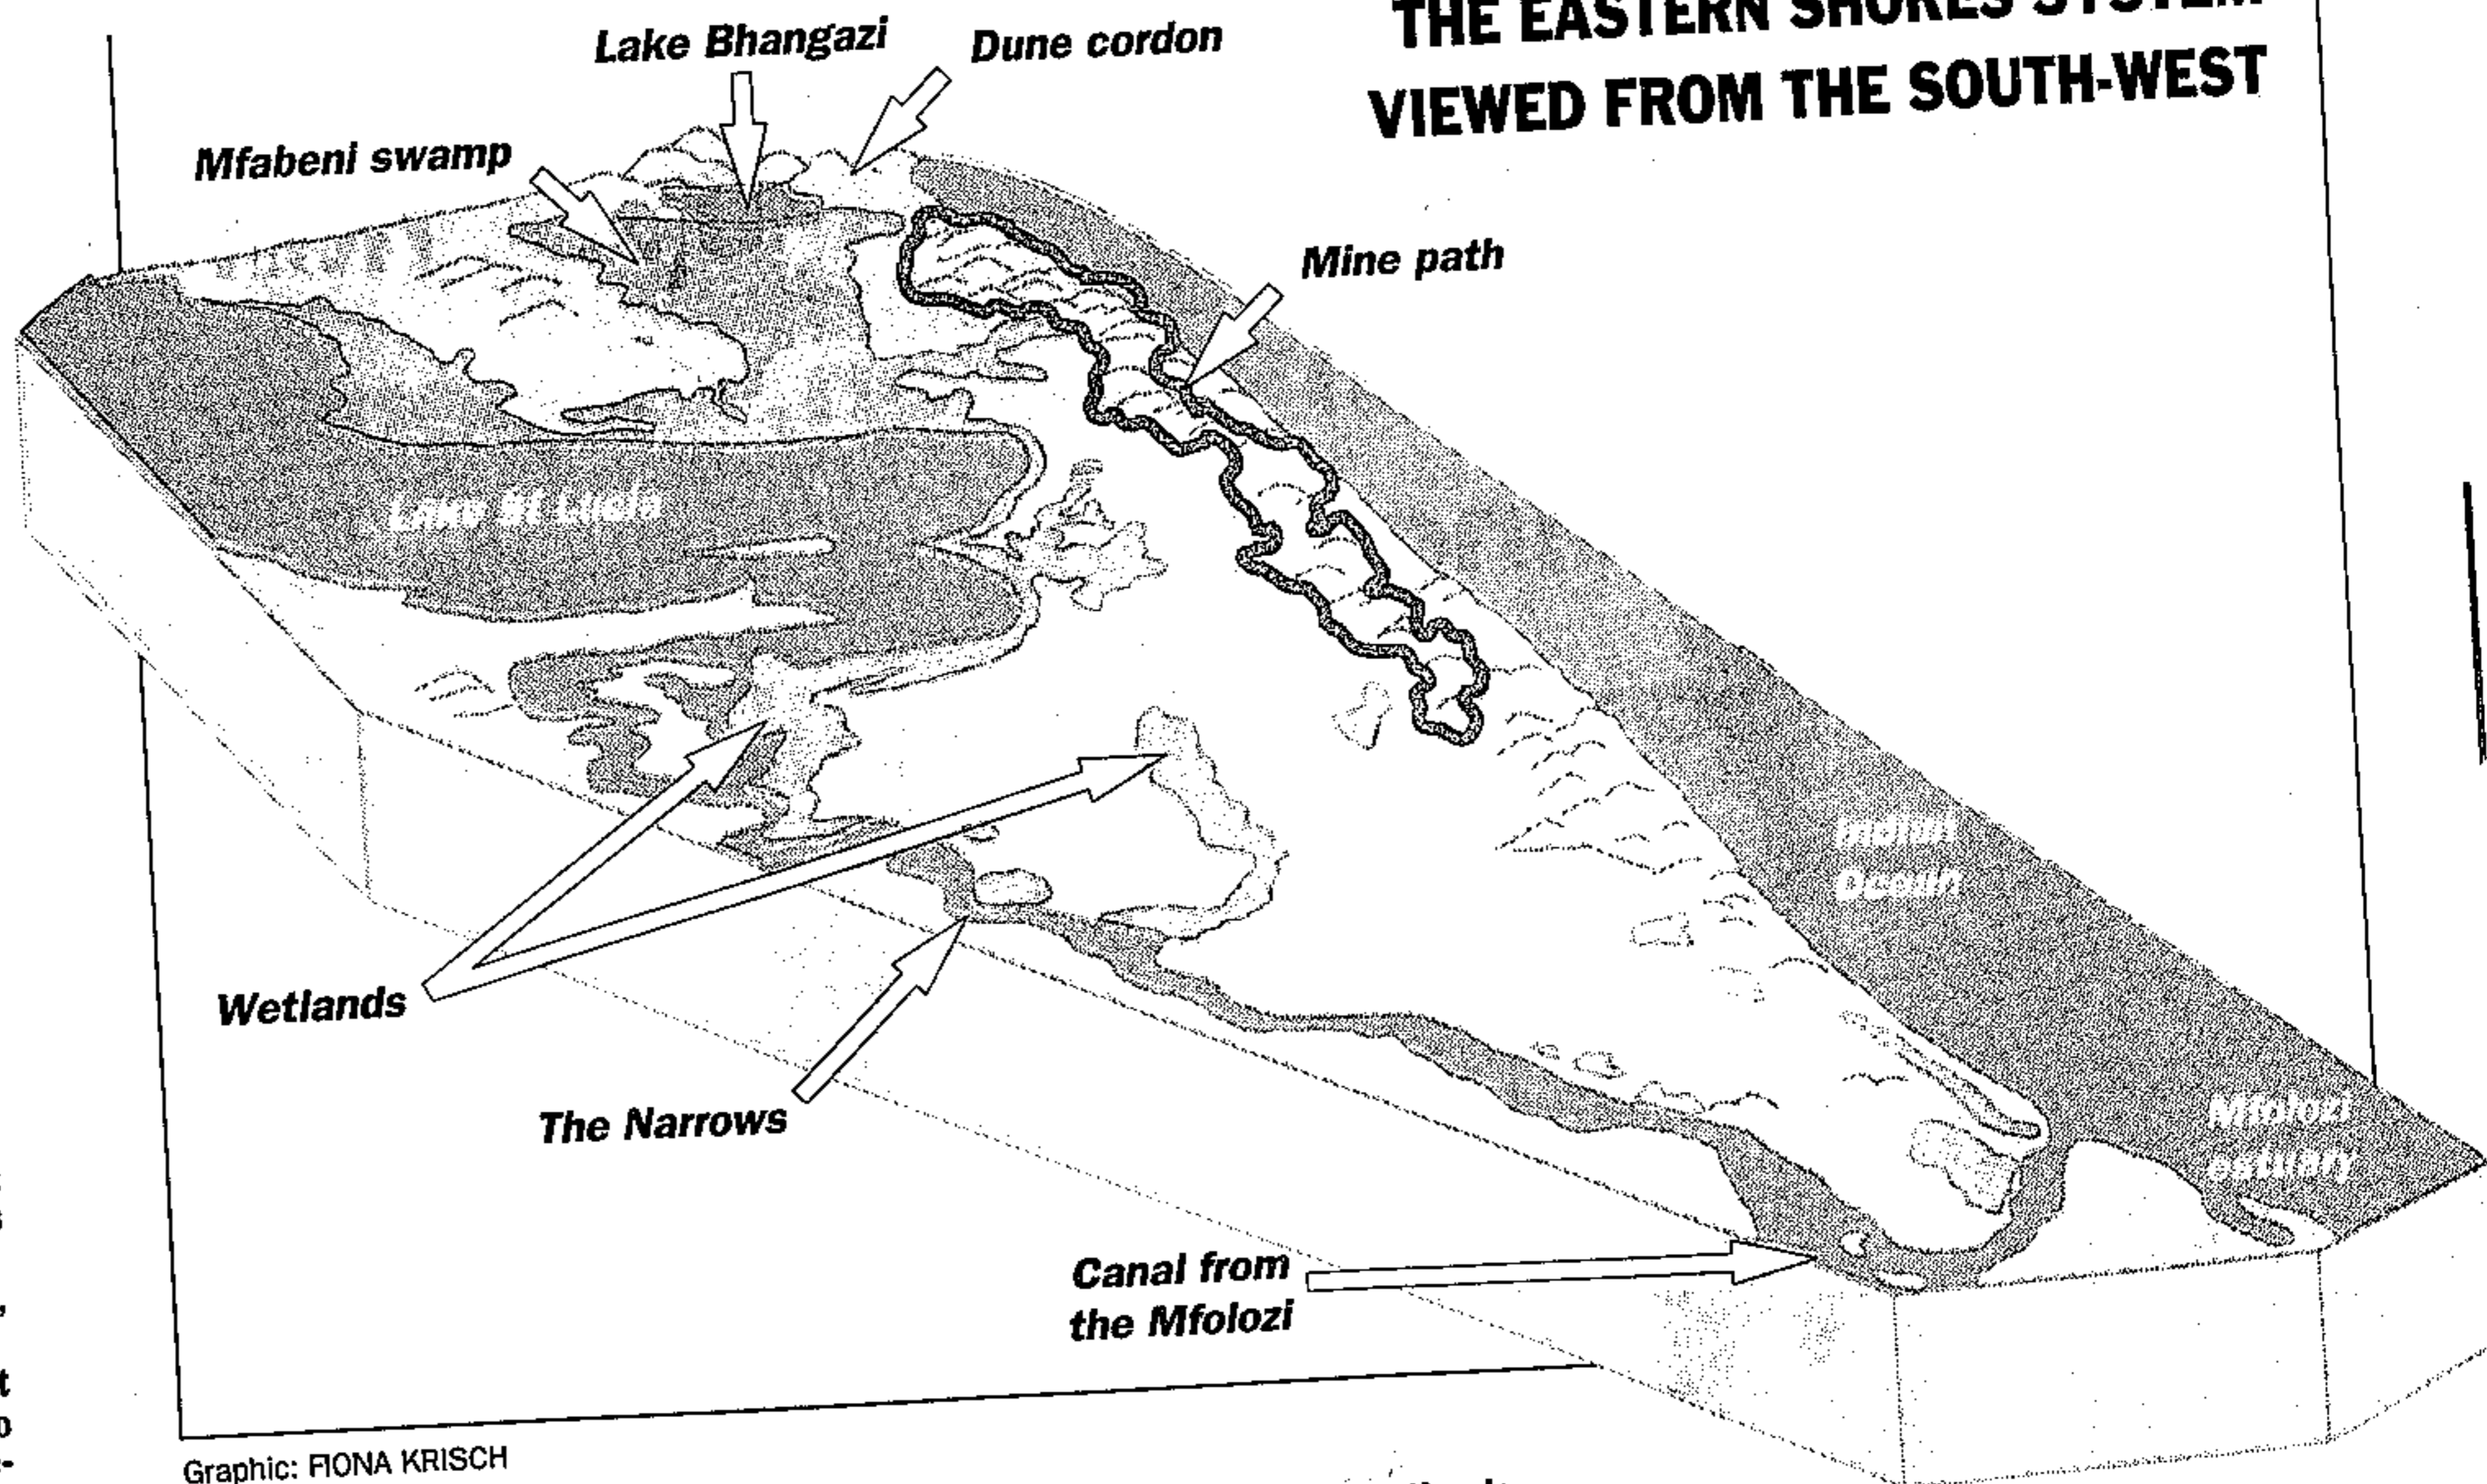 THE EASTERN SHORES SYSTEM
VIEWED FROM THE SOUTH-WEST
Lake Bhangazi
Dune cordon
Mfabeni swamp
Mine path
Lake St Lucia
Indian
Ocean
Wetlands
The Narrows
Mfolozi
estuary
Canal from
the Mfolozi
Graphic: FIONA KRISCH